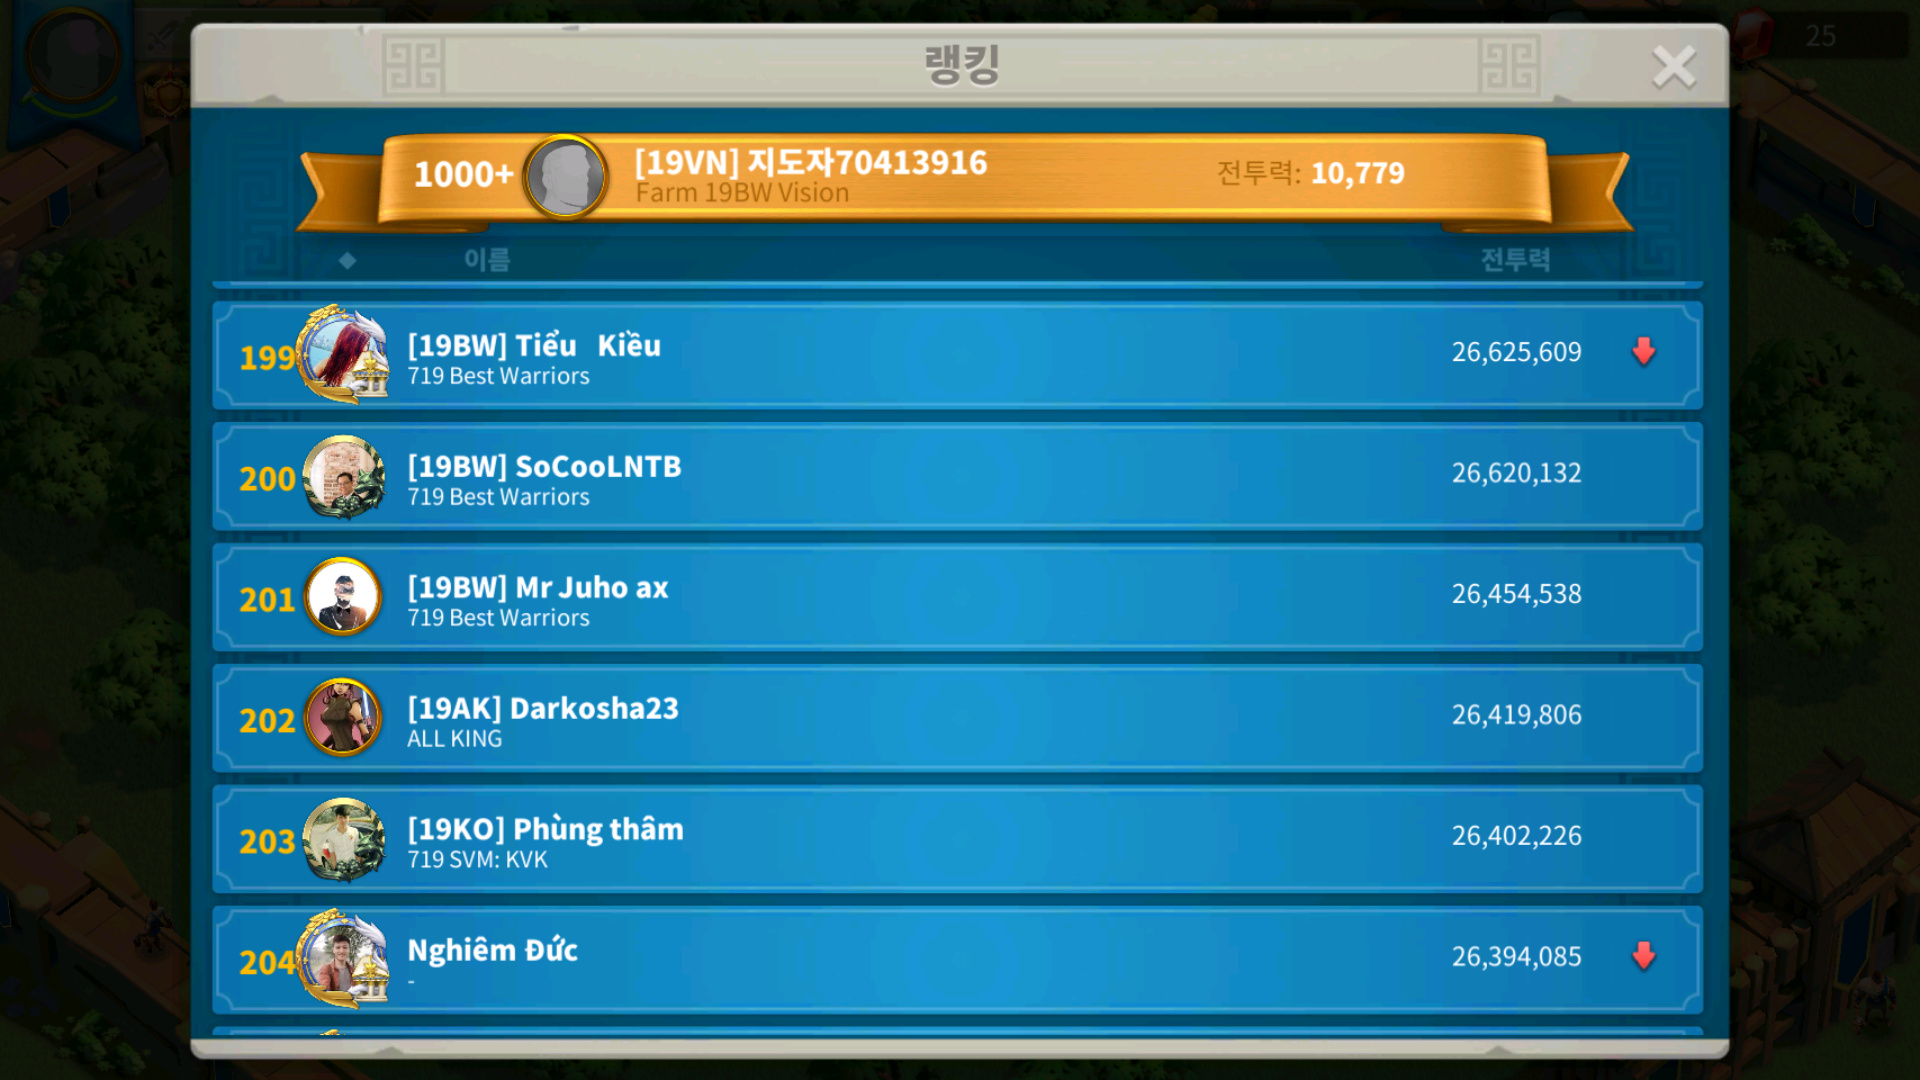 25
랭킹
1000+
[19VN] 지도자70413916
Farm 19BW Vision
전투력: 10,779
이름
전투력
199
[19BW] Tiểu   Kiều
719 Best Warriors
26,625,609
200
[19BW] SoCooLNTB
719 Best Warriors
26,620,132
201
[19BW] Mr Juho ax
719 Best Warriors
26,454,538
202
[19AK] Darkosha23
ALL KING
26,419,806
203
[19KO] Phùng thâm
719 SVM: KVK
26,402,226
204
Nghiêm Đức
-
26,394,085